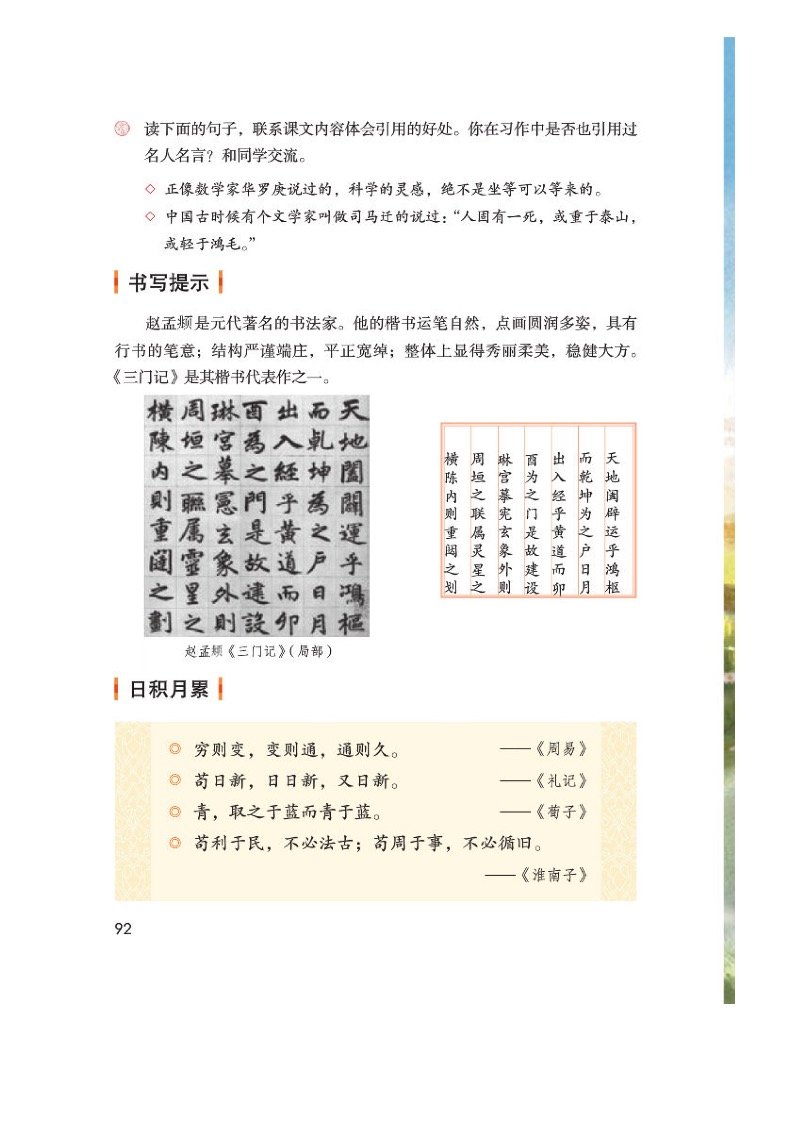 读下面的句子，联系课文内容体会引用的好处。你在习作中是否也引用过
名人名言？和同学交流。
◇ 正像数学家华罗庚说过的，科学的灵感，绝不是坐等可以等来的。
◇ 中国古时候有个文学家叫做司马迁的说过：“人固有一死，或重于泰山，
或轻于鸿毛。”
书写提示
赵孟𫖯是元代著名的书法家。他的楷书运笔自然，点画圆润多姿，具有
行书的笔意；结构严谨端庄，平正宽绰；整体上显得秀丽柔美，稳健大方。
《三门记》是其楷书代表作之一。
天地闔闢運乎鴻樞
而乹坤為之戶日月
出入經乎黃道而卯
酉為之門是故建設
琳宮摹憲玄象外則
周垣之聮属靈星之
橫陳內則重闥之劃
天地阖辟运乎鸿枢
而乾坤为之户日月
出入经乎黄道而卯
酉为之门是故建设
琳宫摹宪玄象外则
周垣之联属灵星之
横陈内则重闼之划
赵孟𫖯《三门记》（局部）
日积月累
◎ 穷则变，变则通，通则久。 ——《周易》
◎ 苟日新，日日新，又日新。 ——《礼记》
◎ 青，取之于蓝而青于蓝。 ——《荀子》
◎ 苟利于民，不必法古；苟周于事，不必循旧。
——《淮南子》
92